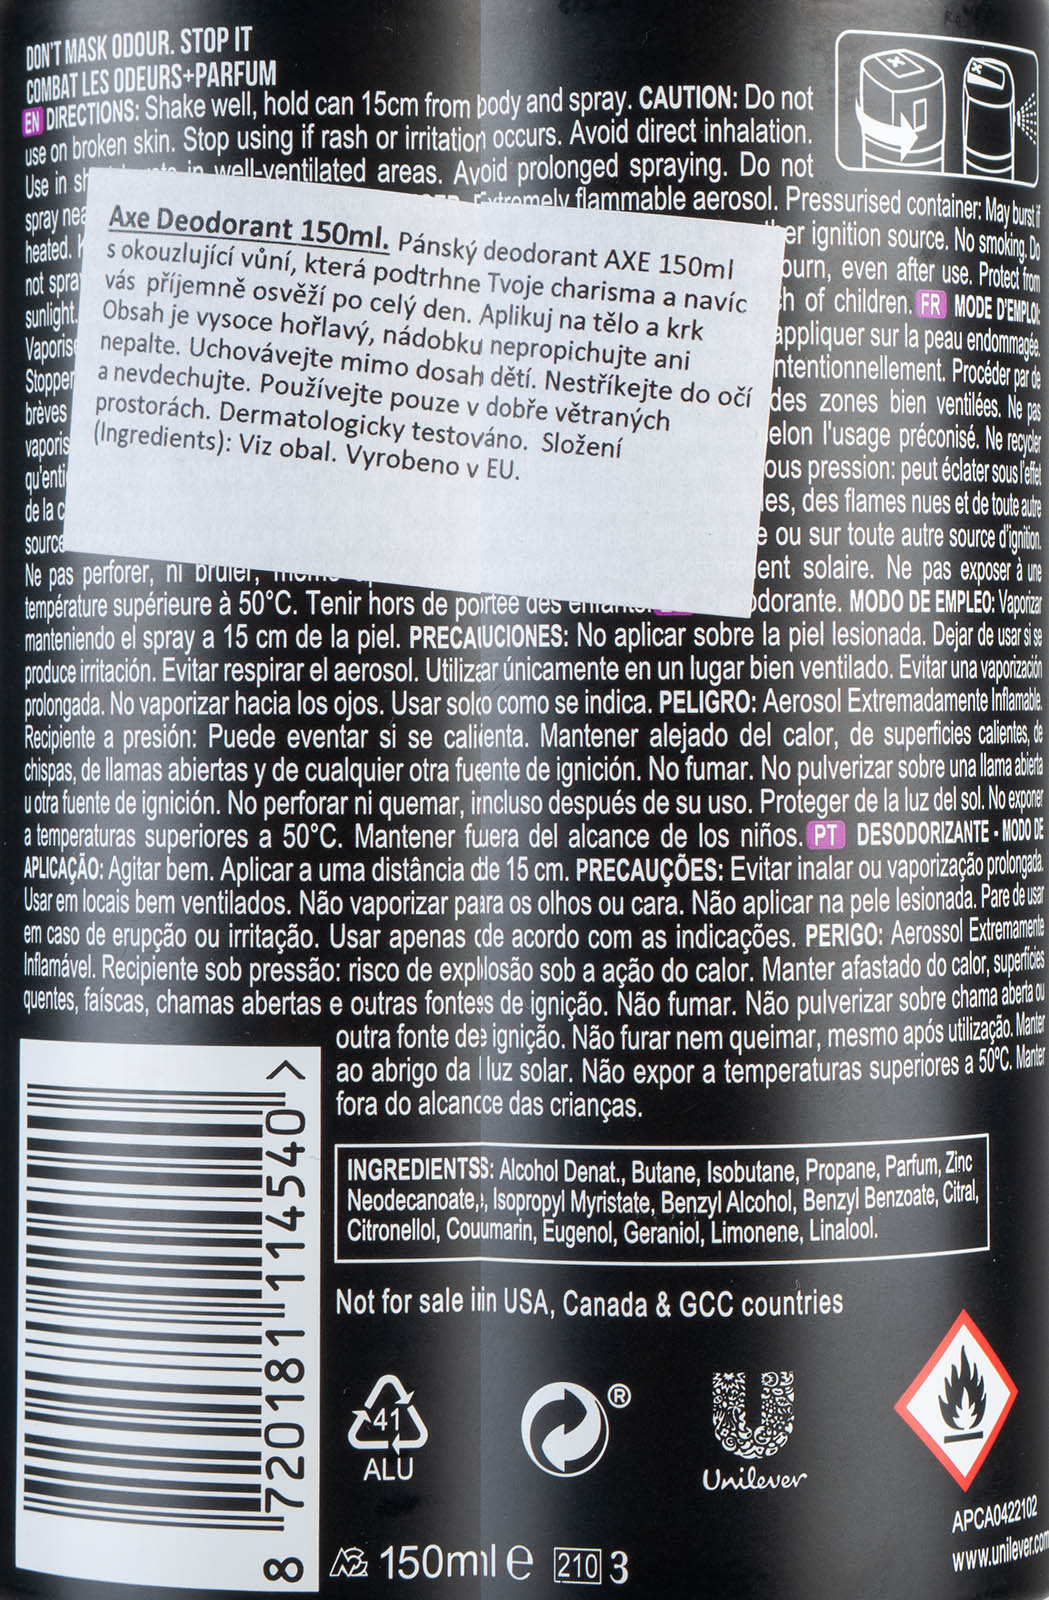 DON'T MASK ODOUR. STOP IT
COMBAT LES ODEURS+PARFUM
EN DIRECTIONS: Shake well, hold can 15cm from body and spray. CAUTION: Do not
use on broken skin. Stop using if rash or irritation occurs. Avoid direct inhalation.
Use in sh in well-ventilated areas. Avoid prolonged spraying. Do not
spray nea Extremely flammable aerosol. Pressurised container: May burst if
heated. K her ignition source. No smoking. Do
not spra burn, even after use. Protect from
sunlight. ch of children. FR MODE D'EMPLOI:
Vaporise appliquer sur la peau endommagée.
Stopper ntentionnellement. Procéder par de
brèves des zones bien ventilées. Ne pas
vaporis elon l'usage préconisé. Ne recycler
qu'enti ous pression: peut éclater sous l'effet
de la c es, des flames nues et de toute autre
source e ou sur toute autre source d'ignition.
Ne pas perforer, ni brûler, ent solaire. Ne pas exposer à une
température supérieure à 50°C. Tenir hors de portée des enfants. dorante. MODO DE EMPLEO: Vaporizar
manteniendo el spray a 15 cm de la piel. PRECAUCIONES: No aplicar sobre la piel lesionada. Dejar de usar si se
produce irritación. Evitar respirar el aerosol. Utilizar únicamente en un lugar bien ventilado. Evitar una vaporización
prolongada. No vaporizar hacia los ojos. Usar solo como se indica. PELIGRO: Aerosol Extremadamente Inflamable.
Recipiente a presión: Puede eventar si se calienta. Mantener alejado del calor, de superficies calientes, de
chispas, de llamas abiertas y de cualquier otra fuente de ignición. No fumar. No pulverizar sobre una llama abierta
u otra fuente de ignición. No perforar ni quemar, incluso después de su uso. Proteger de la luz del sol. No exponer
a temperaturas superiores a 50°C. Mantener fuera del alcance de los niños. PT DESODORIZANTE - MODO DE
APLICAÇÃO: Agitar bem. Aplicar a uma distância de 15 cm. PRECAUÇÕES: Evitar inalar ou vaporização prolongada.
Usar em locais bem ventilados. Não vaporizar para os olhos ou cara. Não aplicar na pele lesionada. Pare de usar
em caso de erupção ou irritação. Usar apenas de acordo com as indicações. PERIGO: Aerossol Extremamente
Inflamável. Recipiente sob pressão: risco de explosão sob a ação do calor. Manter afastado do calor, superfícies
quentes, faíscas, chamas abertas e outras fontes de ignição. Não fumar. Não pulverizar sobre chama aberta ou
outra fonte de ignição. Não furar nem queimar, mesmo após utilização. Manter
ao abrigo da luz solar. Não expor a temperaturas superiores a 50°C. Manter
fora do alcance das crianças.
Axe Deodorant 150ml. Pánský deodorant AXE 150ml
s okouzlující vůní, která podtrhne Tvoje charisma a navíc
vás příjemně osvěží po celý den. Aplikuj na tělo a krk
Obsah je vysoce hořlavý, nádobku nepropichujte ani
nepalte. Uchovávejte mimo dosah dětí. Nestříkejte do očí
a nevdechujte. Používejte pouze v dobře větraných
prostorách. Dermatologicky testováno. Složení
(Ingredients): Viz obal. Vyrobeno v EU.
INGREDIENTS: Alcohol Denat., Butane, Isobutane, Propane, Parfum, Zinc
Neodecanoate, Isopropyl Myristate, Benzyl Alcohol, Benzyl Benzoate, Citral,
Citronellol, Coumarin, Eugenol, Geraniol, Limonene, Linalool.
Not for sale in USA, Canada & GCC countries
8 720181 114540 >
41
ALU
®
Unilever
APCA0422102
www.unilever.com
150ml e 210 3